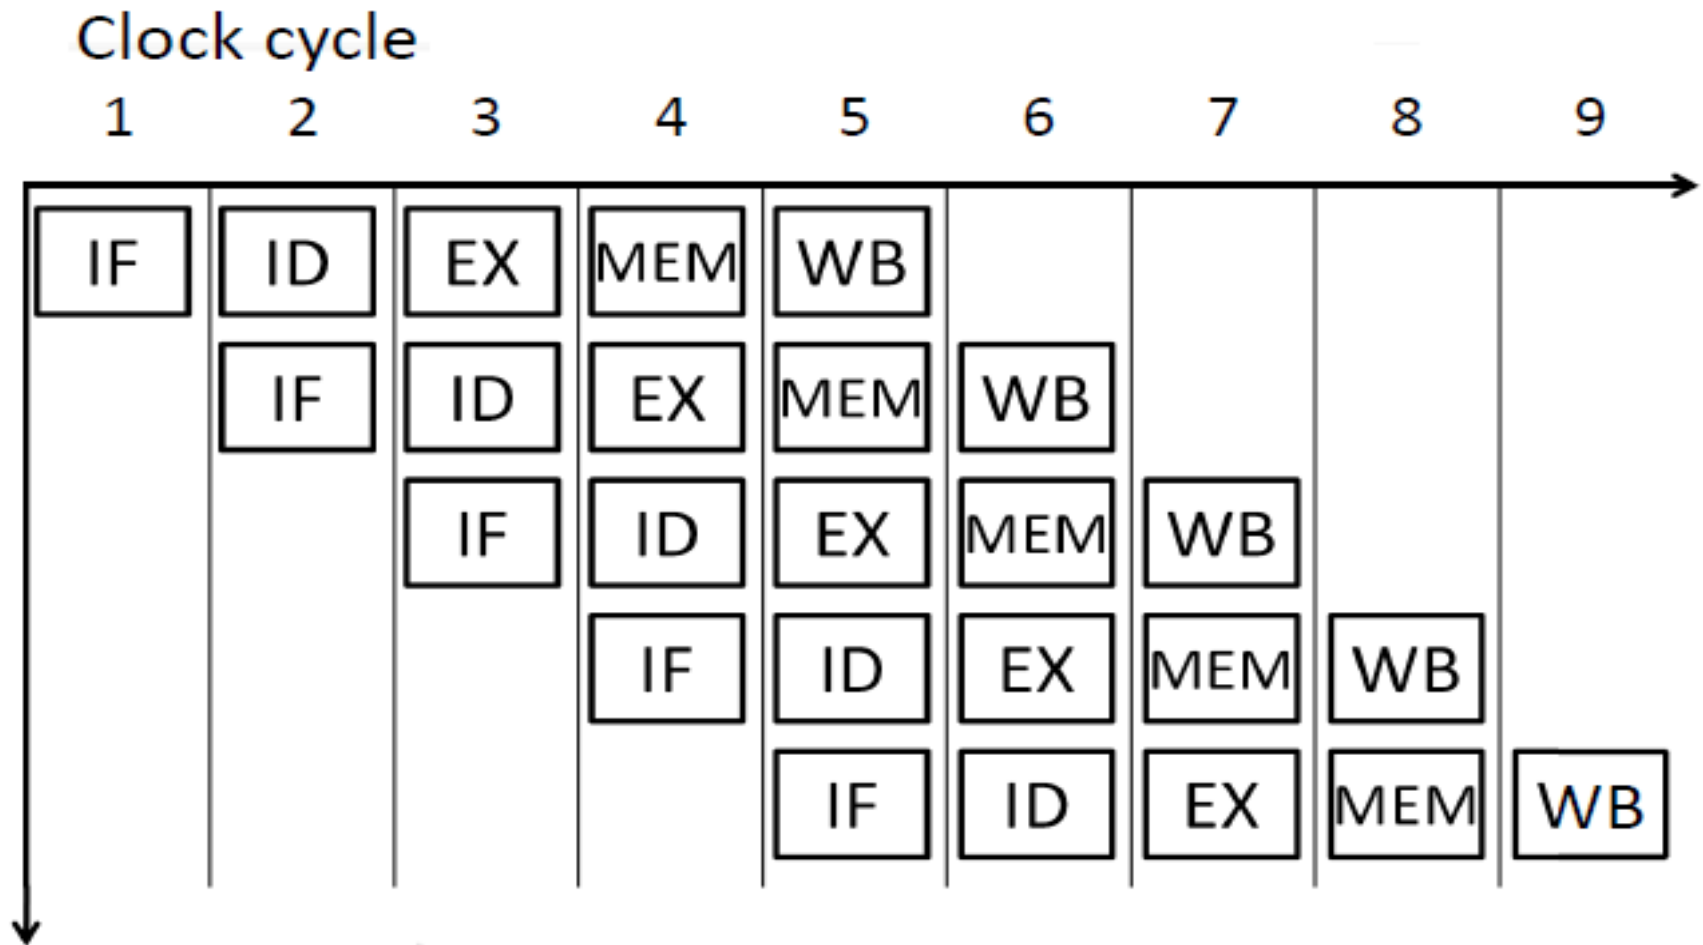 Clock cycle
1 2 3 4 5 6 7 8 9
IF ID EX MEM WB
IF ID EX MEM WB
IF ID EX MEM WB
IF ID EX MEM WB
IF ID EX MEM WB